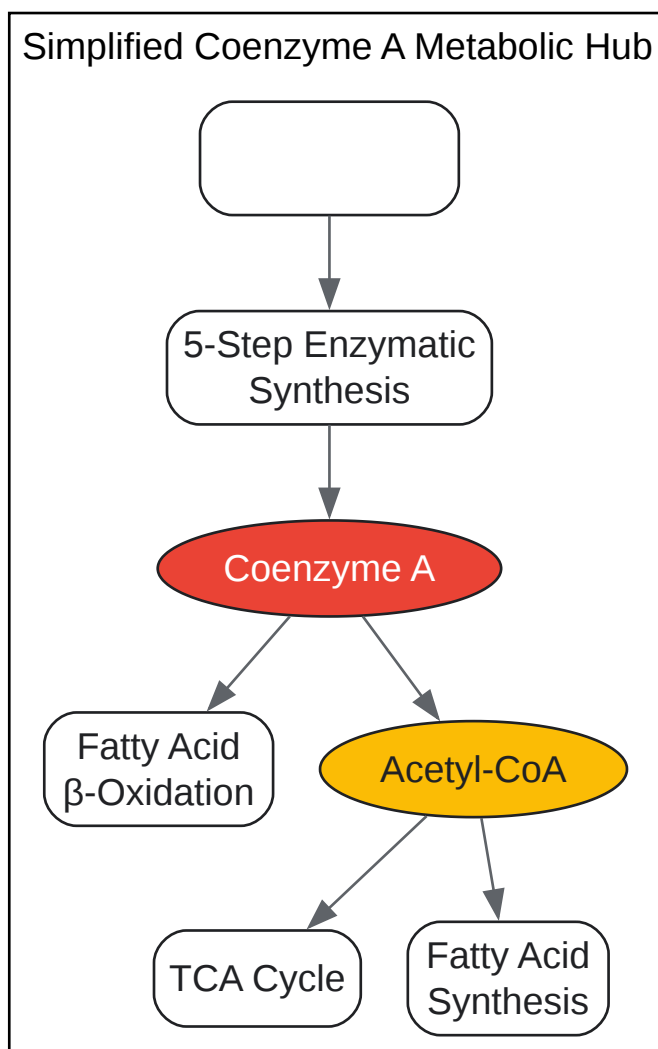 Simplified Coenzyme A Metabolic Hub
5-Step Enzymatic
Synthesis
Coenzyme A
Fatty Acid
β-Oxidation
Acetyl-CoA
TCA Cycle
Fatty Acid
Synthesis